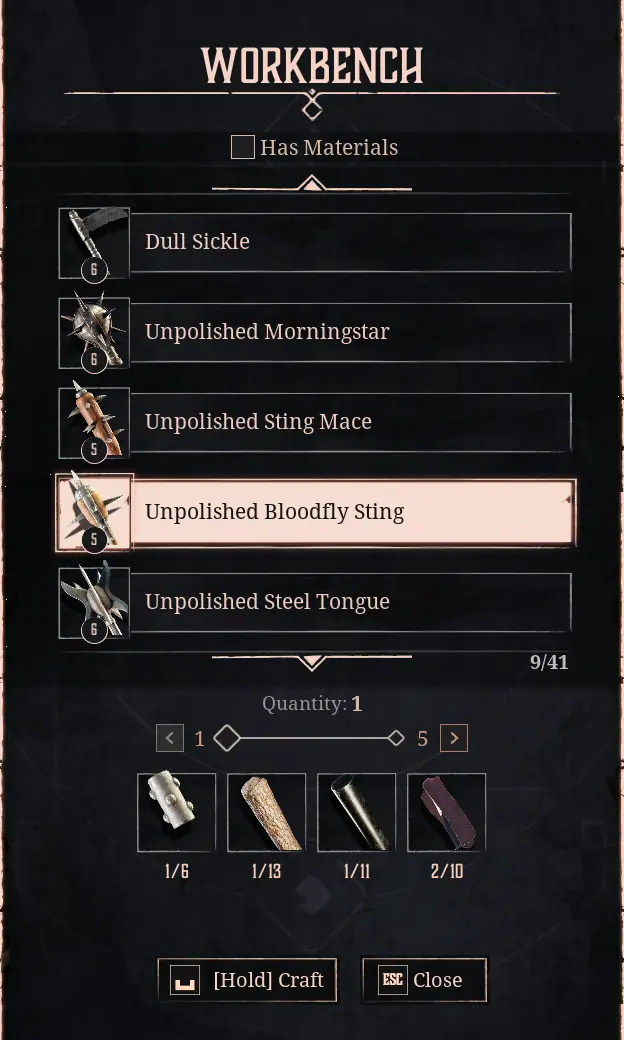 WORKBENCH
Has Materials
6
Dull Sickle
6
Unpolished Morningstar
5
Unpolished Sting Mace
5
Unpolished Bloodfly Sting
6
Unpolished Steel Tongue
9/41
Quantity: 1
< 1 5 >
1/6 1/13 1/11 2/10
[Hold] Craft ESC Close